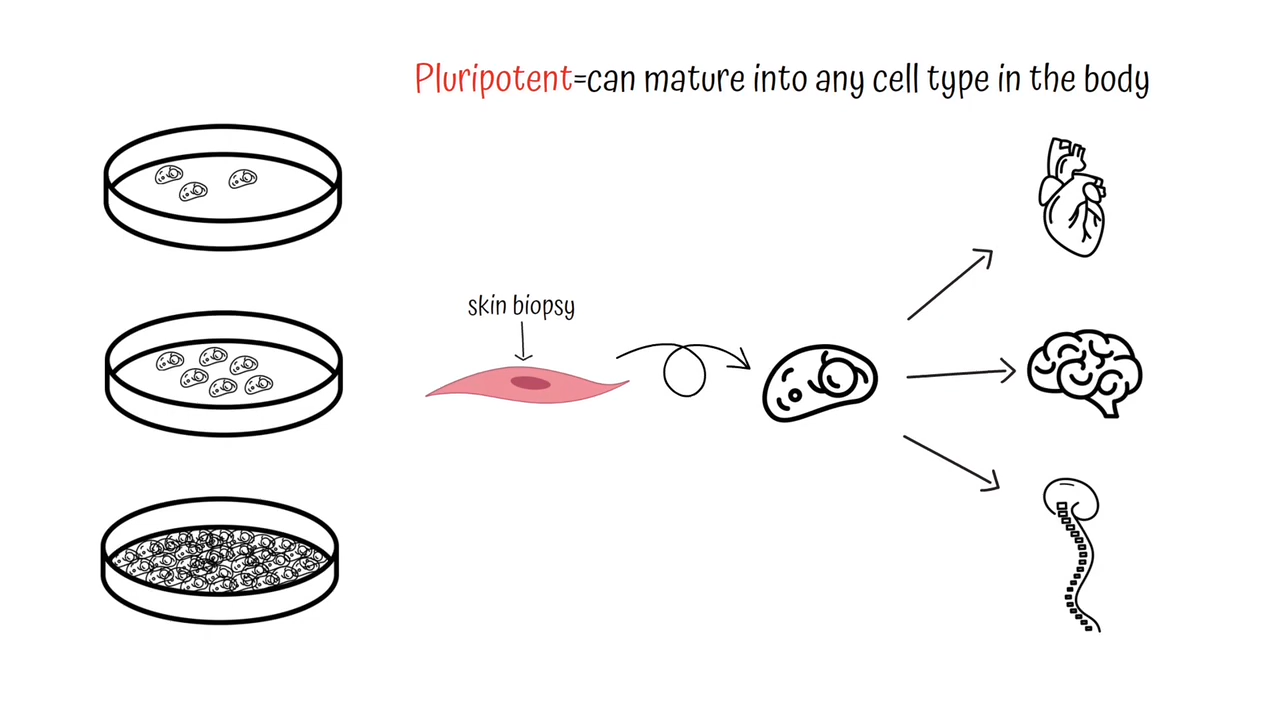 Pluripotent=can mature into any cell type in the body
skin biopsy